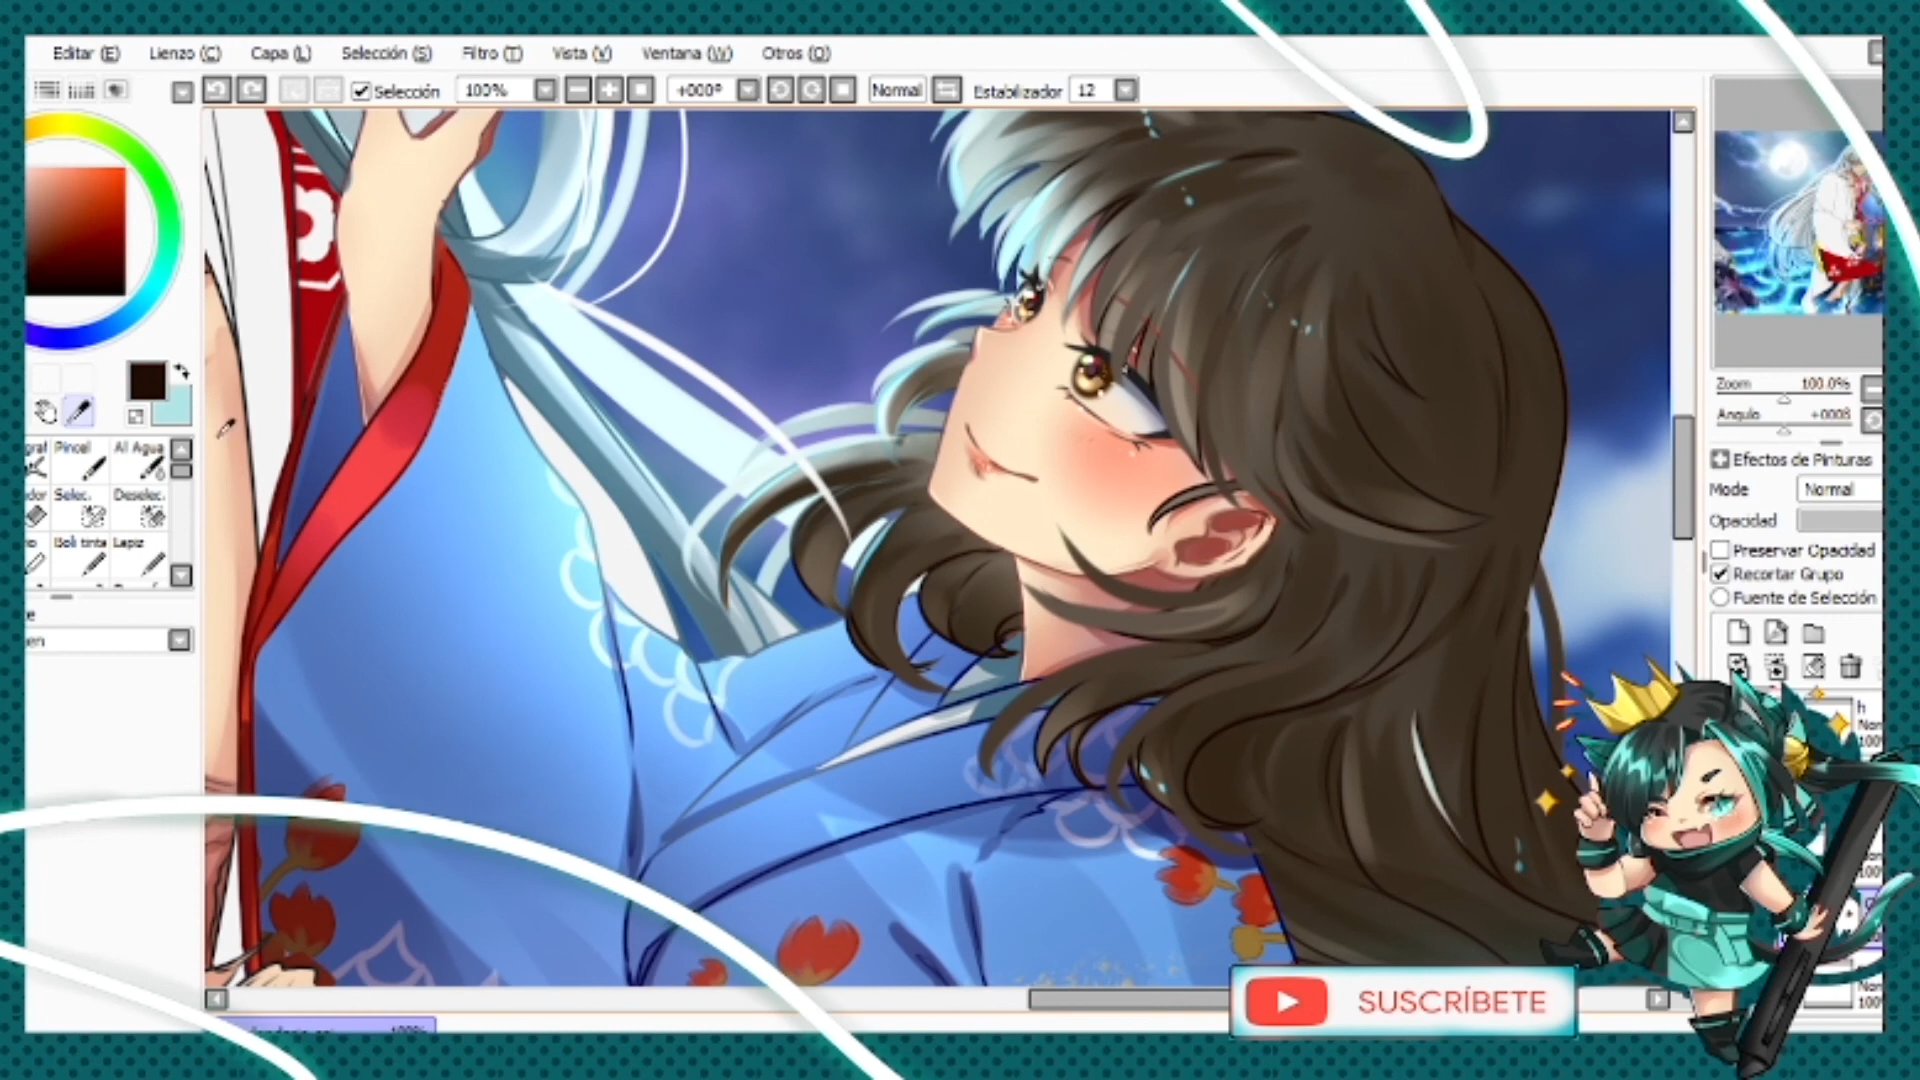 Editar (E) Lienzo (C) Capa (L) Selección (S) Filtro (T) Vista (V) Ventana (W) Otros (O)
Selección 100% +000º Normal Estabilizador 12
Zoom 100.0%
Angulo +000ß
Pincel Al Agua
Efectos de Pinturas
Selec. Deselec.
Mode Normal
Opacidad
Boli tinta Lapiz
Preservar Opacidad
Recortar Grupo
Fuente de Selección
SUSCRÍBETE